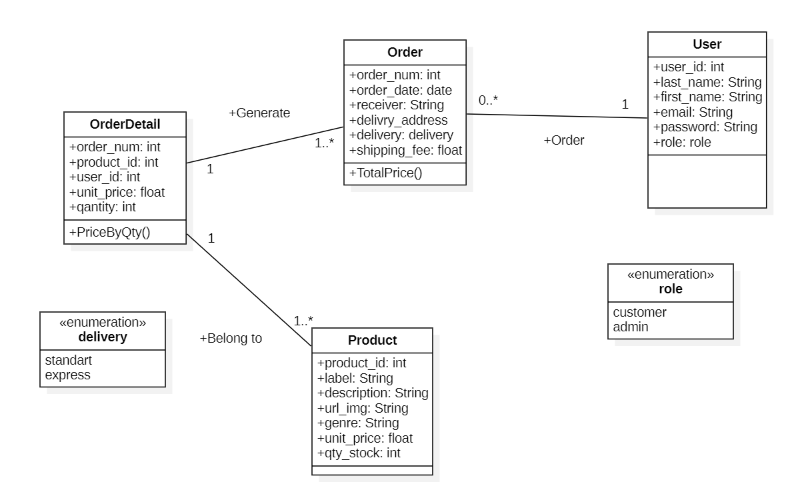 Order
+order_num: int
+order_date: date
+receiver: String
+delivry_address
+delivery: delivery
+shipping_fee: float
+TotalPrice()
User
+user_id: int
+last_name: String
+first_name: String
+email: String
+password: String
+role: role
0..*
1
+Order
+Generate
1..*
1
OrderDetail
+order_num: int
+product_id: int
+user_id: int
+unit_price: float
+qantity: int
+PriceByQty()
1
1..*
+Belong to
«enumeration»
role
customer
admin
«enumeration»
delivery
standart
express
Product
+product_id: int
+label: String
+description: String
+url_img: String
+genre: String
+unit_price: float
+qty_stock: int